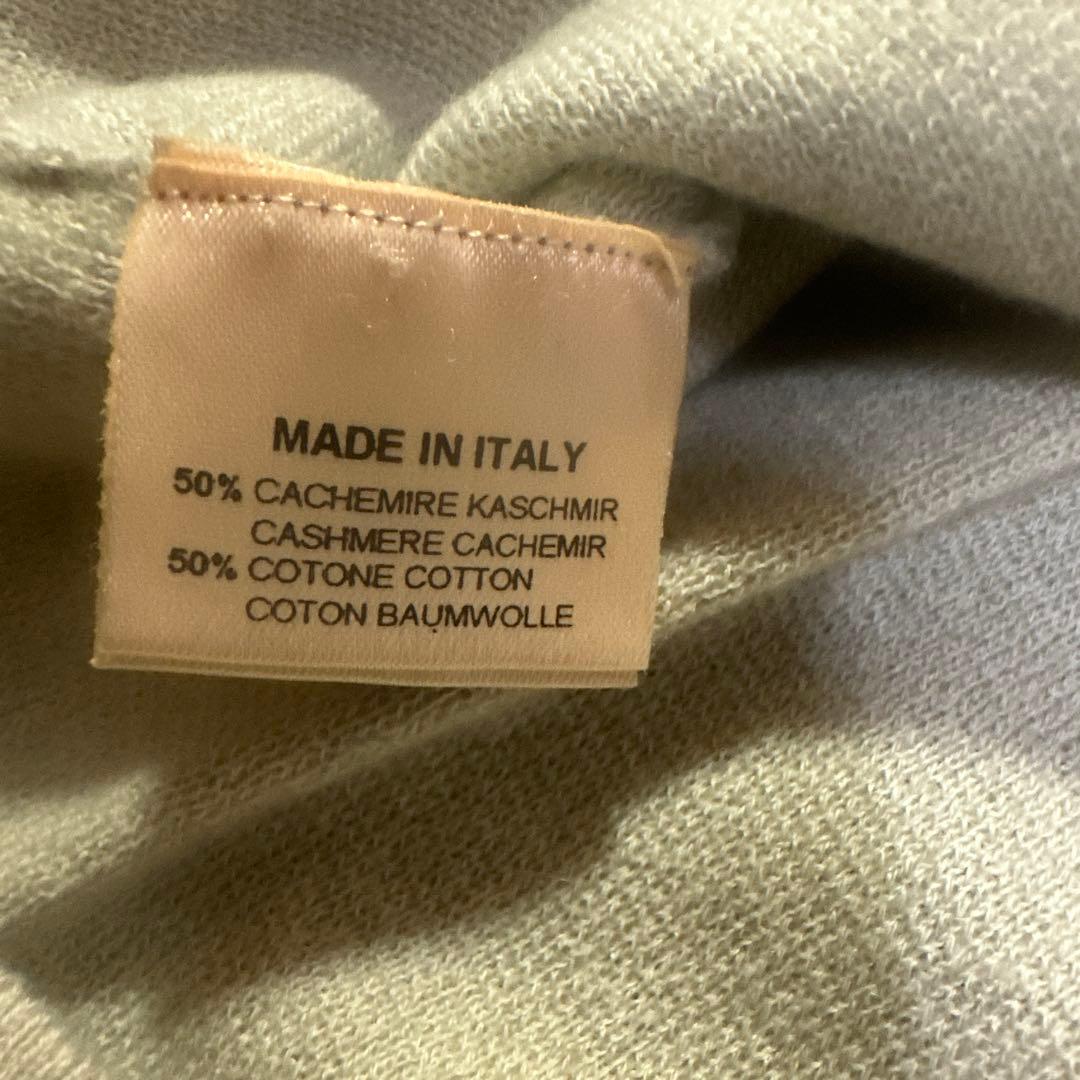 MADE IN ITALY
50% CACHEMIRE KASCHMIR
CASHMERE CACHEMIR
50% COTONE COTTON
COTON BAUMWOLLE